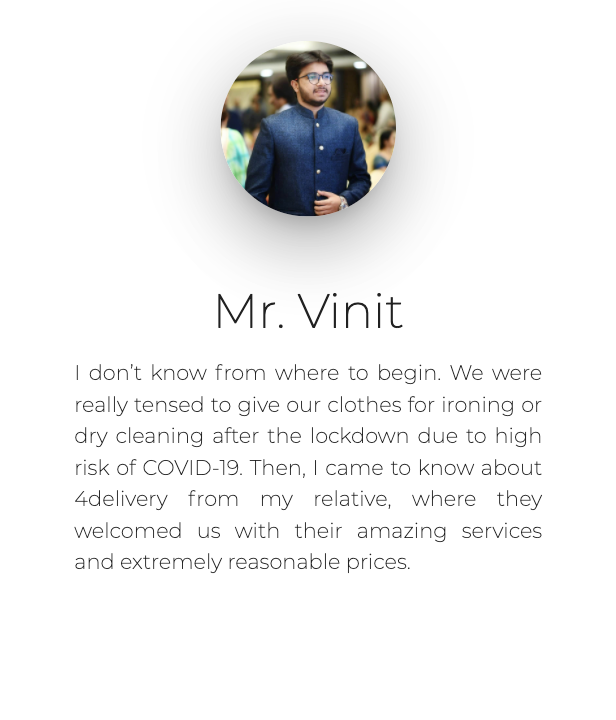 Mr. Vinit
I don’t know from where to begin. We were
really tensed to give our clothes for ironing or
dry cleaning after the lockdown due to high
risk of COVID-19. Then, I came to know about
4delivery from my relative, where they
welcomed us with their amazing services
and extremely reasonable prices.